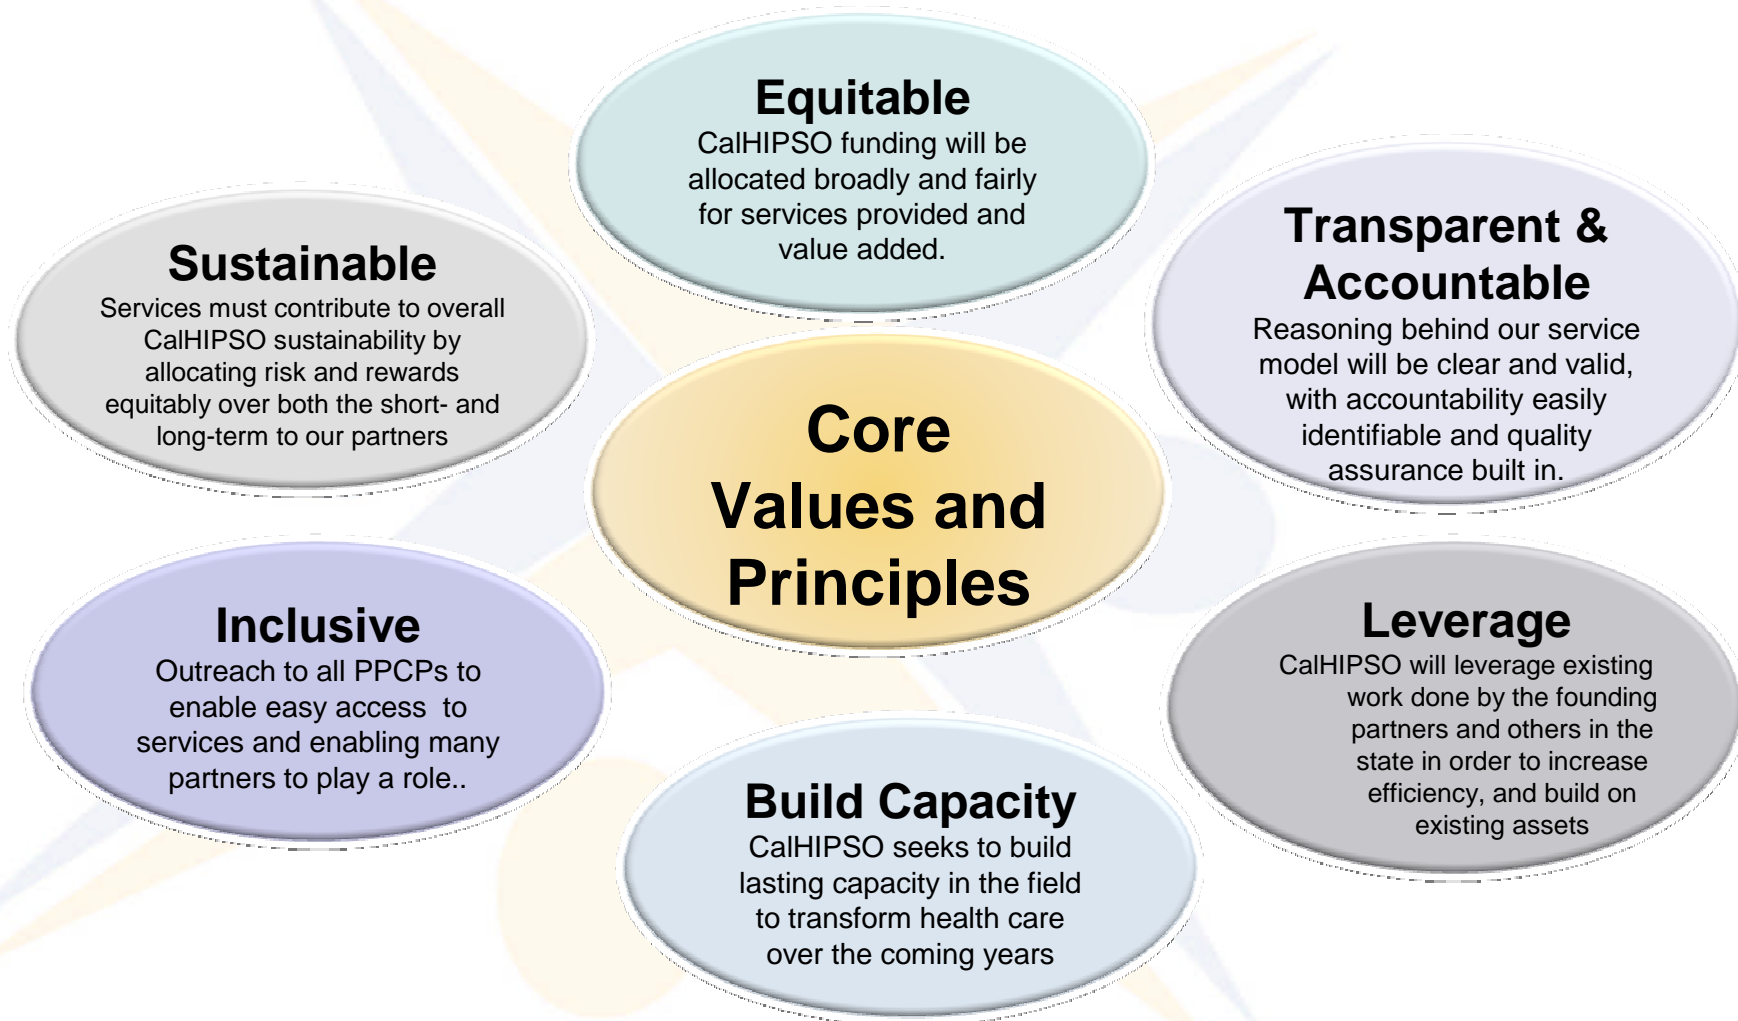 Equitable
CalHIPSO funding will be
allocated broadly and fairly
for services provided and
value added.
Transparent &
Accountable
Reasoning behind our service
model will be clear and valid,
with accountability easily
identifiable and quality
assurance built in.
Sustainable
Services must contribute to overall
CalHIPSO sustainability by
allocating risk and rewards
equitably over both the short- and
long-term to our partners
Core
Values and
Principles
Inclusive
Outreach to all PPCPs to
enable easy access  to
services and enabling many
partners to play a role..
Leverage
CalHIPSO will leverage existing
work done by the founding
partners and others in the
state in order to increase
efficiency, and build on
existing assets
Build Capacity
CalHIPSO seeks to build
lasting capacity in the field
to transform health care
over the coming years